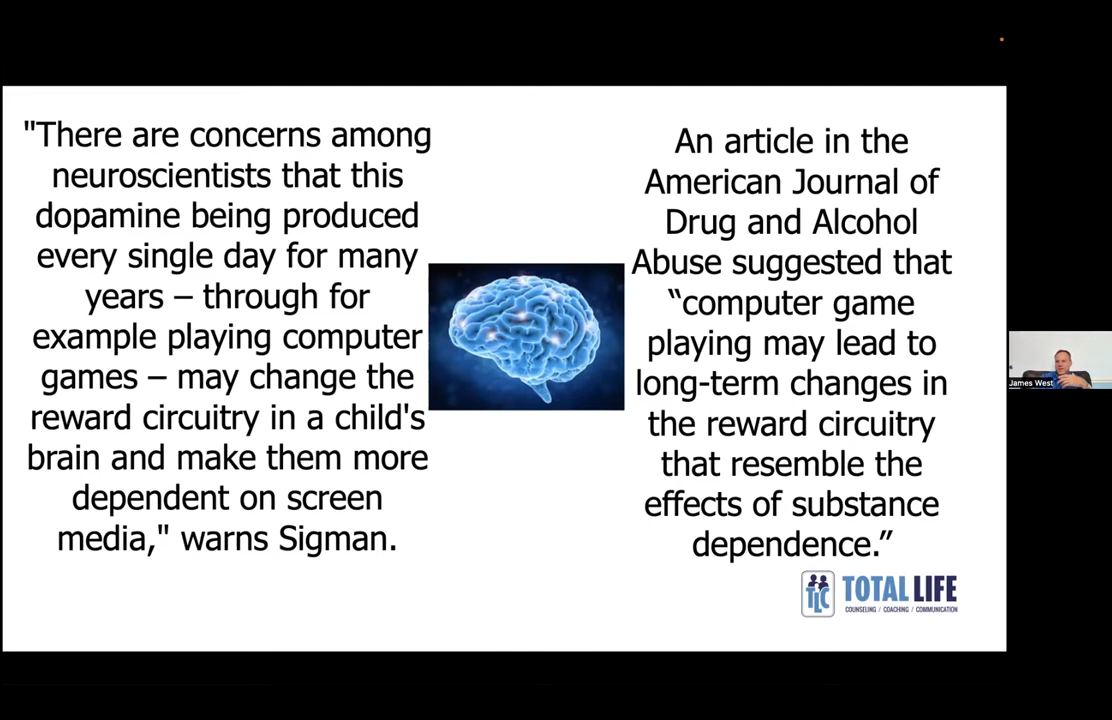 "There are concerns among
neuroscientists that this
dopamine being produced
every single day for many
years – through for
example playing computer
games – may change the
reward circuitry in a child's
brain and make them more
dependent on screen
media," warns Sigman.
An article in the
American Journal of
Drug and Alcohol
Abuse suggested that
“computer game
playing may lead to
long-term changes in
the reward circuitry
that resemble the
effects of substance
dependence.”
TLC
TOTAL LIFE
COUNSELING / COACHING / COMMUNICATION
James West